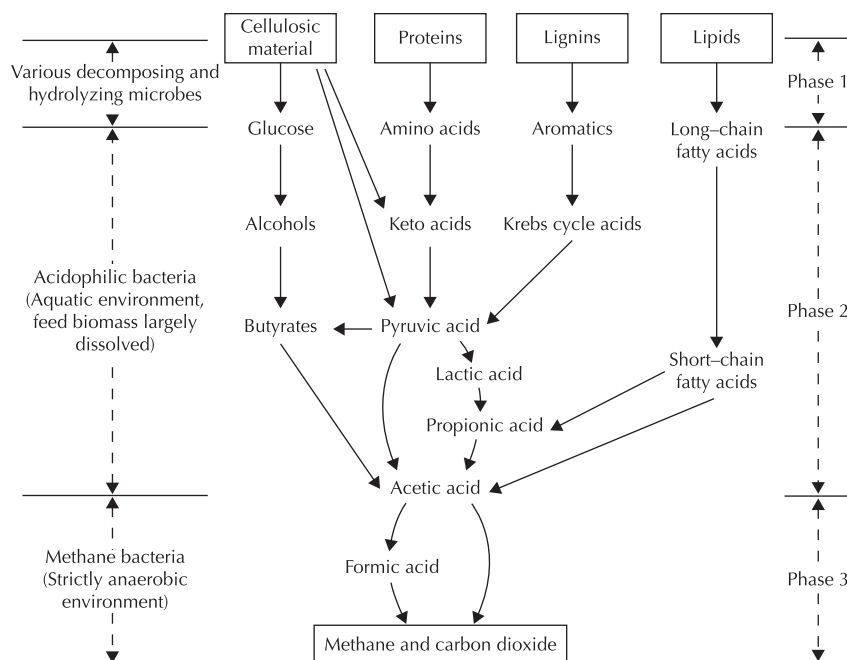 Cellulosic
material
Proteins
Lignins
Lipids
Various decomposing and
hydrolyzing microbes
Phase 1
Glucose
Amino acids
Aromatics
Long–chain
fatty acids
Alcohols
Keto acids
Krebs cycle acids
Acidophilic bacteria
(Aquatic environment,
feed biomass largely
dissolved)
Phase 2
Butyrates
Pyruvic acid
Lactic acid
Short–chain
fatty acids
Propionic acid
Acetic acid
Methane bacteria
(Strictly anaerobic
environment)
Formic acid
Phase 3
Methane and carbon dioxide